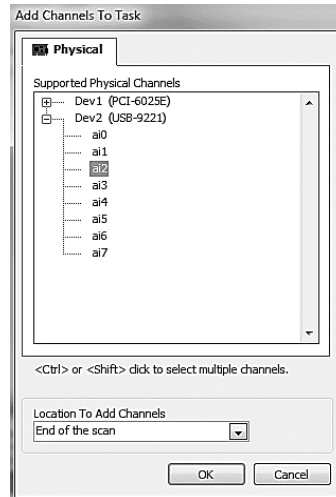 Add Channels To Task
Physical
Supported Physical Channels
Dev1 (PCI-6025E)
Dev2 (USB-9221)
ai0
ai1
ai2
ai3
ai4
ai5
ai6
ai7
<Ctrl> or <Shift> click to select multiple channels.
Location To Add Channels
End of the scan
OK
Cancel